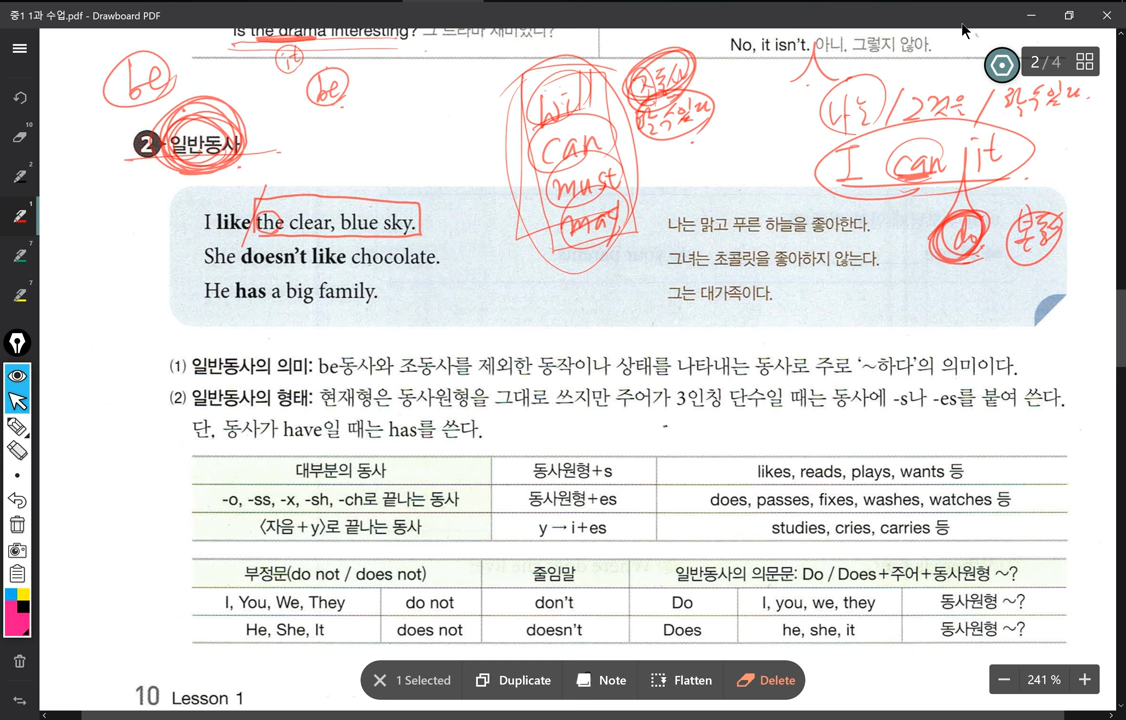 중1 1과 수업.pdf - Drawboard PDF
Is the drama interesting? 그 드라마 재미있니?
No, it isn't. 아니, 그렇지 않아.
2 / 4
it
be
be
will
can
must
may
조동사
할 수 있다
나는 / 그것은 / 할 수 있다.
I can it
do
본동
2 일반동사
I like the clear, blue sky.
나는 맑고 푸른 하늘을 좋아한다.
She doesn't like chocolate.
그녀는 초콜릿을 좋아하지 않는다.
He has a big family.
그는 대가족이다.
(1) 일반동사의 의미: be동사와 조동사를 제외한 동작이나 상태를 나타내는 동사로 주로 '~하다'의 의미이다.
(2) 일반동사의 형태: 현재형은 동사원형을 그대로 쓰지만 주어가 3인칭 단수일 때는 동사에 -s나 -es를 붙여 쓴다.
단, 동사가 have일 때는 has를 쓴다.
대부분의 동사 동사원형+s likes, reads, plays, wants 등
-o, -ss, -x, -sh, -ch로 끝나는 동사 동사원형+es does, passes, fixes, washes, watches 등
〈자음+y〉로 끝나는 동사 y → i+es studies, cries, carries 등
부정문(do not / does not) 줄임말 일반동사의 의문문: Do / Does+주어+동사원형 ~?
I, You, We, They do not don't Do I, you, we, they 동사원형 ~?
He, She, It does not doesn't Does he, she, it 동사원형 ~?
1 Selected Duplicate Note Flatten Delete
241 %
10 Lesson 1
10
2
1
7
7